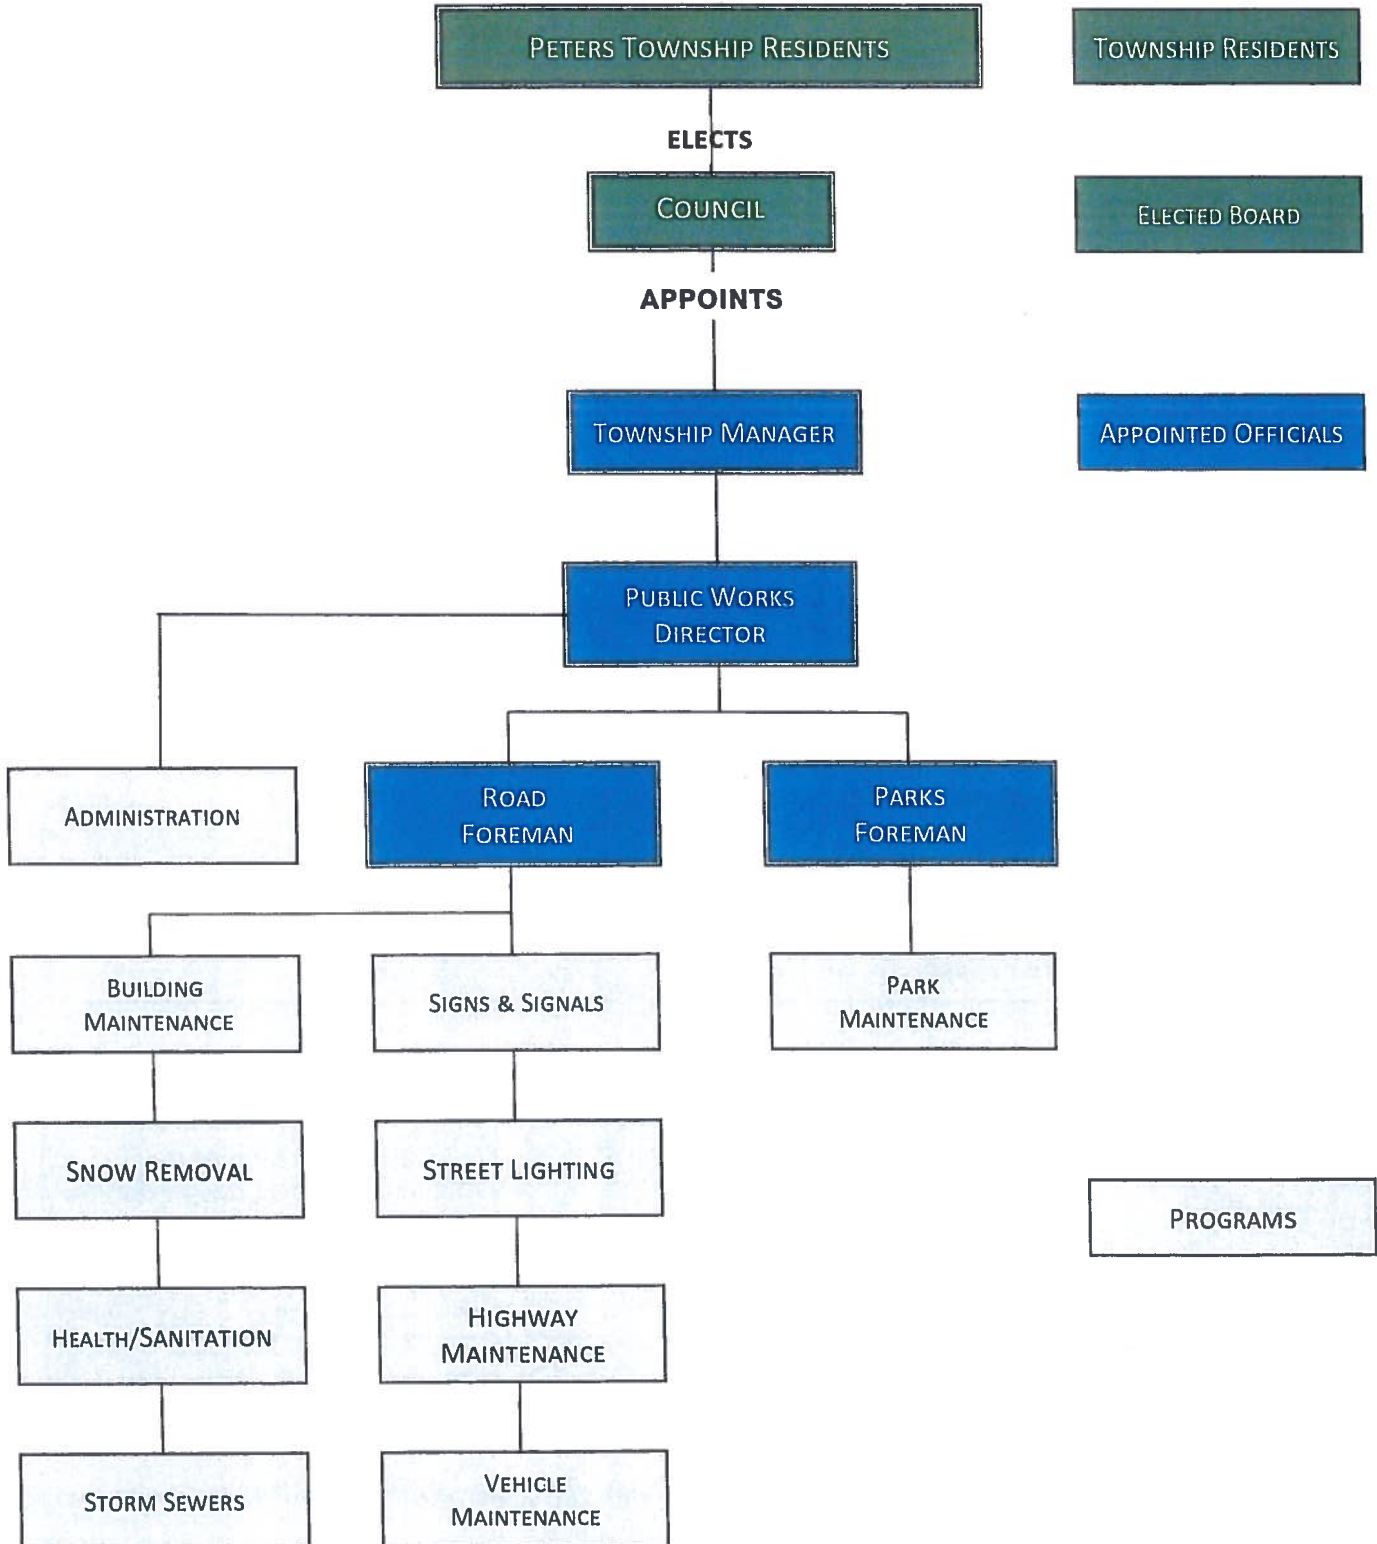 PETERS TOWNSHIP RESIDENTS
TOWNSHIP RESIDENTS
ELECTS
COUNCIL
ELECTED BOARD
APPOINTS
TOWNSHIP MANAGER
APPOINTED OFFICIALS
PUBLIC WORKS
DIRECTOR
ADMINISTRATION
ROAD
FOREMAN
PARKS
FOREMAN
BUILDING
MAINTENANCE
SIGNS & SIGNALS
PARK
MAINTENANCE
SNOW REMOVAL
STREET LIGHTING
PROGRAMS
HEALTH/SANITATION
HIGHWAY
MAINTENANCE
STORM SEWERS
VEHICLE
MAINTENANCE